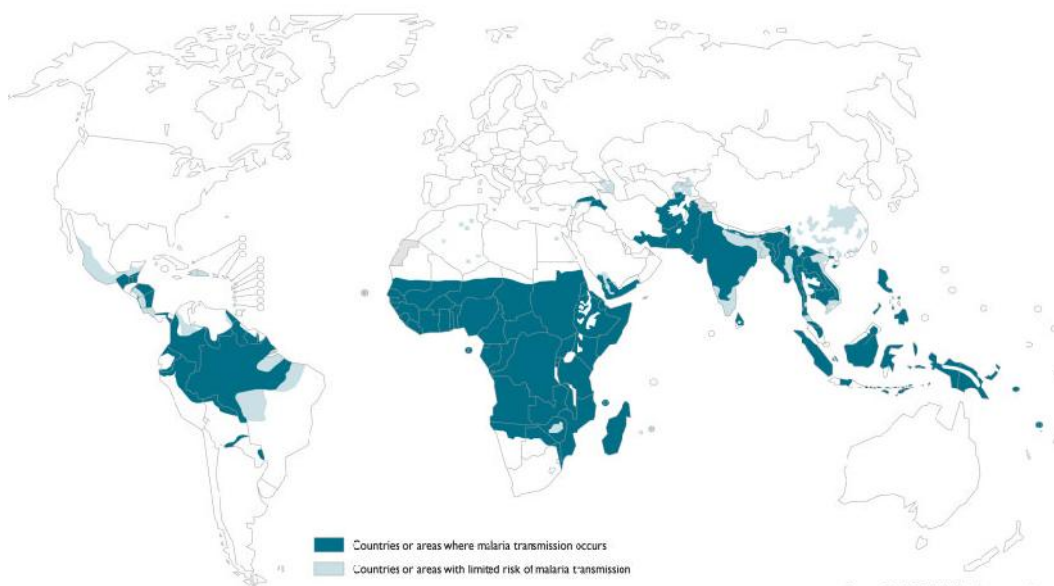 Countries or areas where malaria transmission occurs
Countries or areas with limited risk of malaria transmission